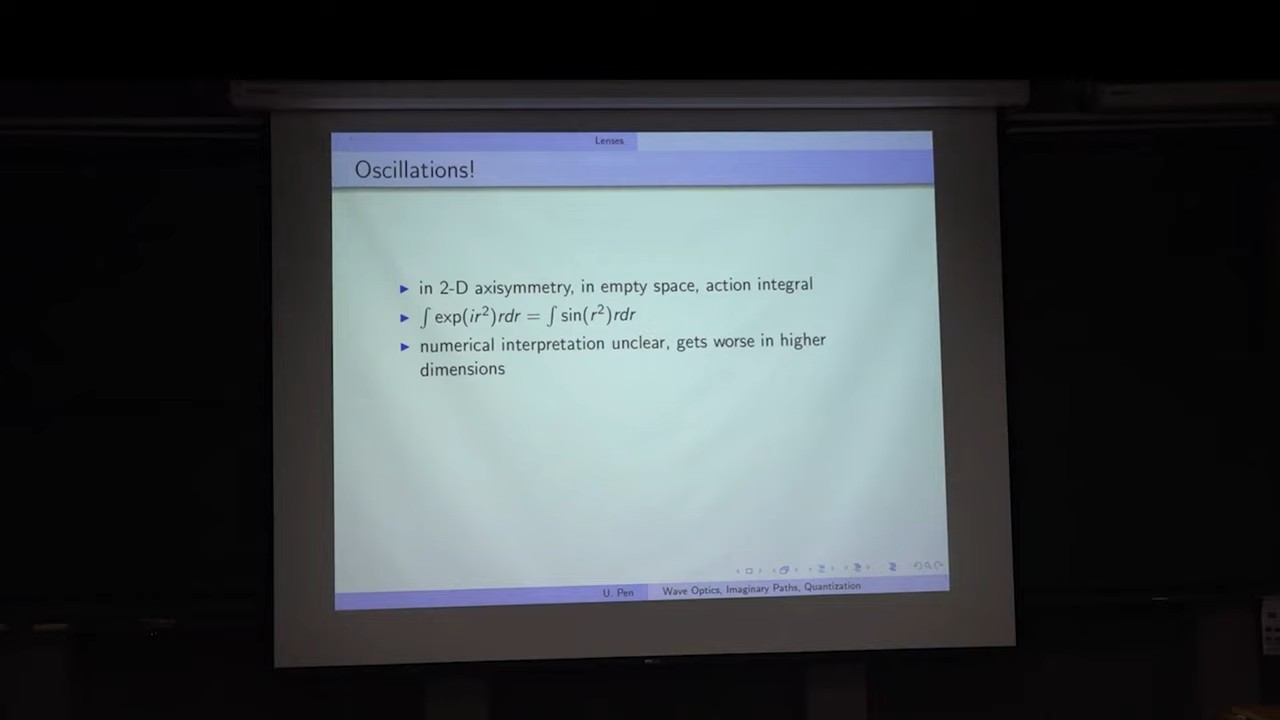 Lenses
Oscillations!
► in 2-D axisymmetry, in empty space, action integral
► ∫ exp(ir²)rdr = ∫ sin(r²)rdr
► numerical interpretation unclear, gets worse in higher
dimensions
U. Pen Wave Optics, Imaginary Paths, Quantization